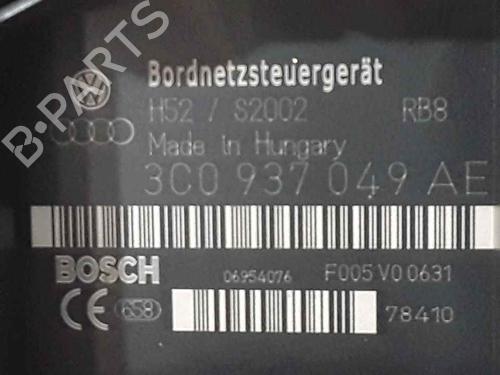 B-PARTS
Bordnetzsteuergerät
H52 / S2002 RB8
Made in Hungary
3C0 937 049 AE
BOSCH 06954076 F005 V0 0631
CE 658 78410